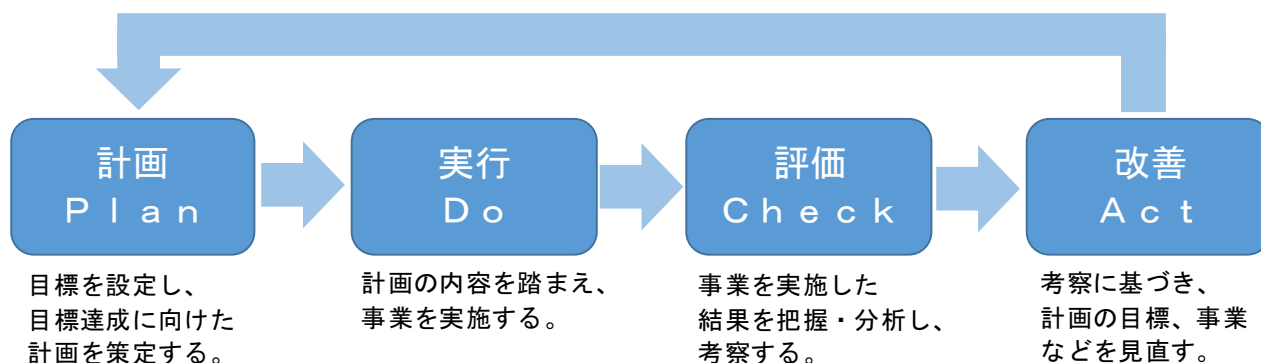 計画
Ｐｌａｎ
目標を設定し、
目標達成に向けた
計画を策定する。
実行
Ｄｏ
計画の内容を踏まえ、
事業を実施する。
評価
Ｃｈｅｃｋ
事業を実施した
結果を把握・分析し、
考察する。
改善
Ａｃｔ
考察に基づき、
計画の目標、事業
などを見直す。